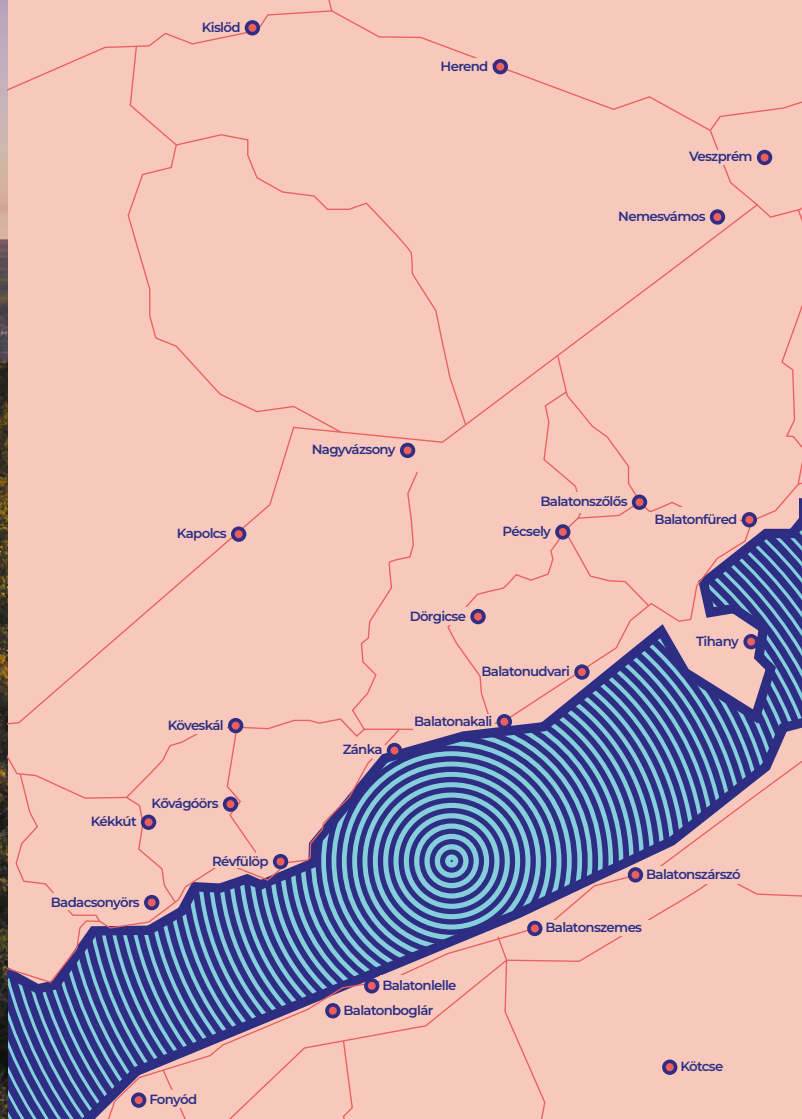 Kislőd
Herend
Veszprém
Nemesvámos
Nagyvázsony
Balatonszőlős
Balatonfüred
Pécsely
Kapolcs
Dörgicse
Tihany
Balatonudvari
Balatonakali
Köveskál
Zánka
Kővágóörs
Kékkút
Révfülöp
Balatonszárszó
Badacsonyörs
Balatonszemes
Balatonlelle
Balatonboglár
Kötcse
Fonyód